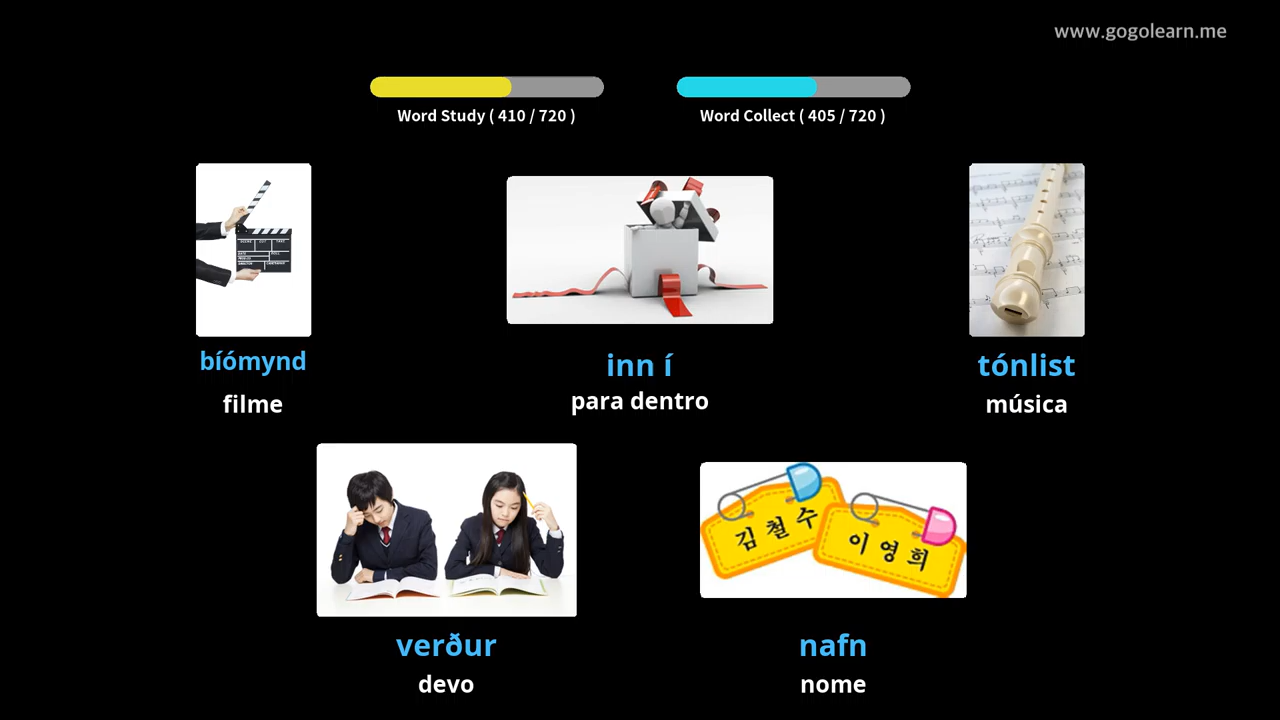 www.gogolearn.me
Word Study ( 410 / 720 )
Word Collect ( 405 / 720 )
bíómynd
filme
inn í
para dentro
tónlist
música
김철수
이영희
verður
devo
nafn
nome